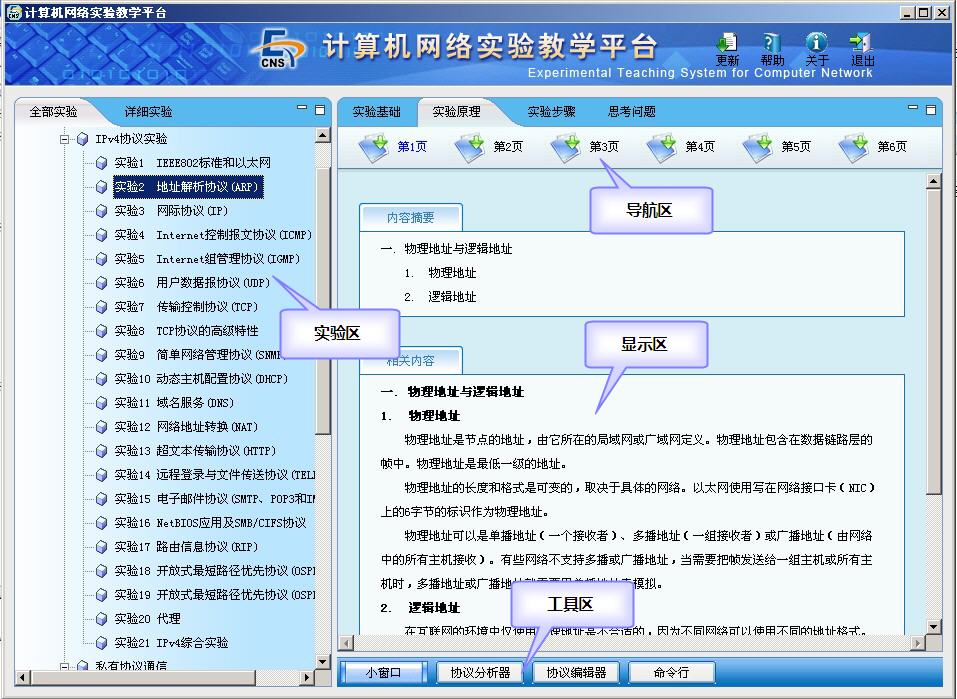 计算机网络实验教学平台
CNS
计算机网络实验教学平台
Experimental Teaching System for Computer Network
更新 帮助 关于 退出
全部实验 详细实验
IPv4协议实验
实验1 IEEE802标准和以太网
实验2 地址解析协议(ARP)
实验3 网际协议(IP)
实验4 Internet控制报文协议(ICMP)
实验5 Internet组管理协议(IGMP)
实验6 用户数据报协议(UDP)
实验7 传输控制协议(TCP)
实验8 TCP协议的高级特性
实验9 简单网络管理协议(SNM
实验10 动态主机配置协议(DHCP)
实验11 域名服务(DNS)
实验12 网络地址转换(NAT)
实验13 超文本传输协议(HTTP)
实验14 远程登录与文件传送协议(TEL
实验15 电子邮件协议(SMTP、POP3和IM
实验16 NetBIOS应用及SMB/CIFS协议
实验17 路由信息协议(RIP)
实验18 开放式最短路径优先协议(OSP
实验19 开放式最短路径优先协议(OSP
实验20 代理
实验21 IPv4综合实验
私有协议通信
实验区
实验基础 实验原理 实验步骤 思考问题
第1页 第2页 第3页 第4页 第5页 第6页
导航区
内容摘要
一. 物理地址与逻辑地址
1. 物理地址
2. 逻辑地址
显示区
相关内容
一. 物理地址与逻辑地址
1. 物理地址
物理地址是节点的地址，由它所在的局域网或广域网定义。物理地址包含在数据链路层的
帧中。物理地址是最低一级的地址。
物理地址的长度和格式是可变的，取决于具体的网络。以太网使用写在网络接口卡（NIC）
上的6字节的标识作为物理地址。
物理地址可以是单播地址（一个接收者）、多播地址（一组接收者）或广播地址（由网络
中的所有主机接收）。有些网络不支持多播或广播地址，当需要把帧发送给一组主机或所有主
机时，多播地址或广播地址就需要用单播地址来模拟。
2. 逻辑地址
在互联网的环境中仅使用物理地址是不合适的，因为不同网络可以使用不同的地址格式。
工具区
小窗口 协议分析器 协议编辑器 命令行